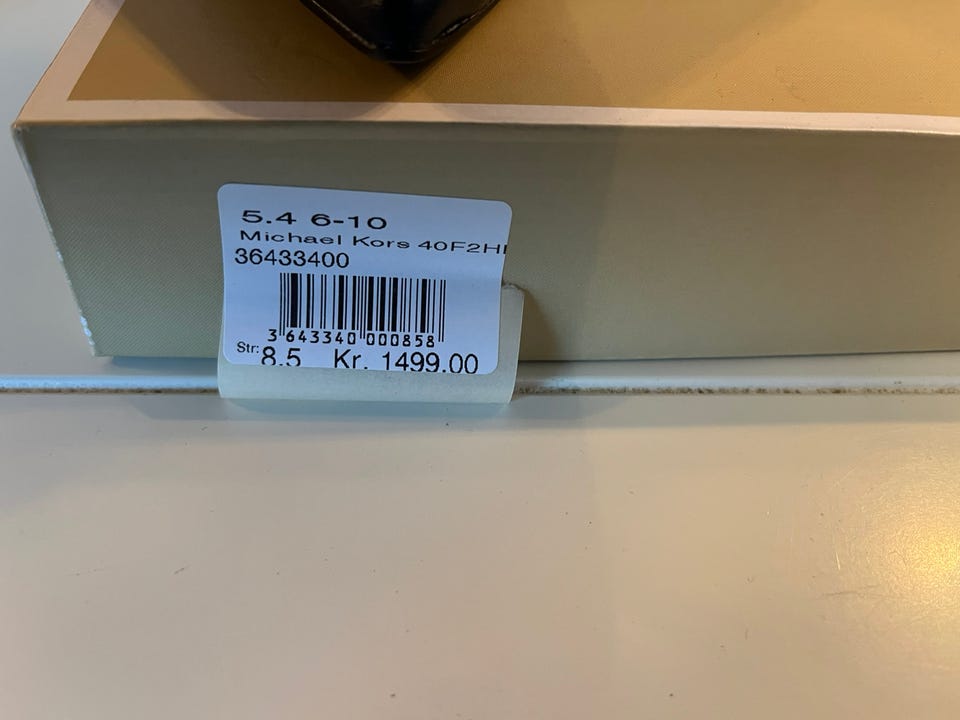 5.4 6-10
Michael Kors 40F2H
36433400
3 643340 000858
Str: 8.5 Kr. 1499.00